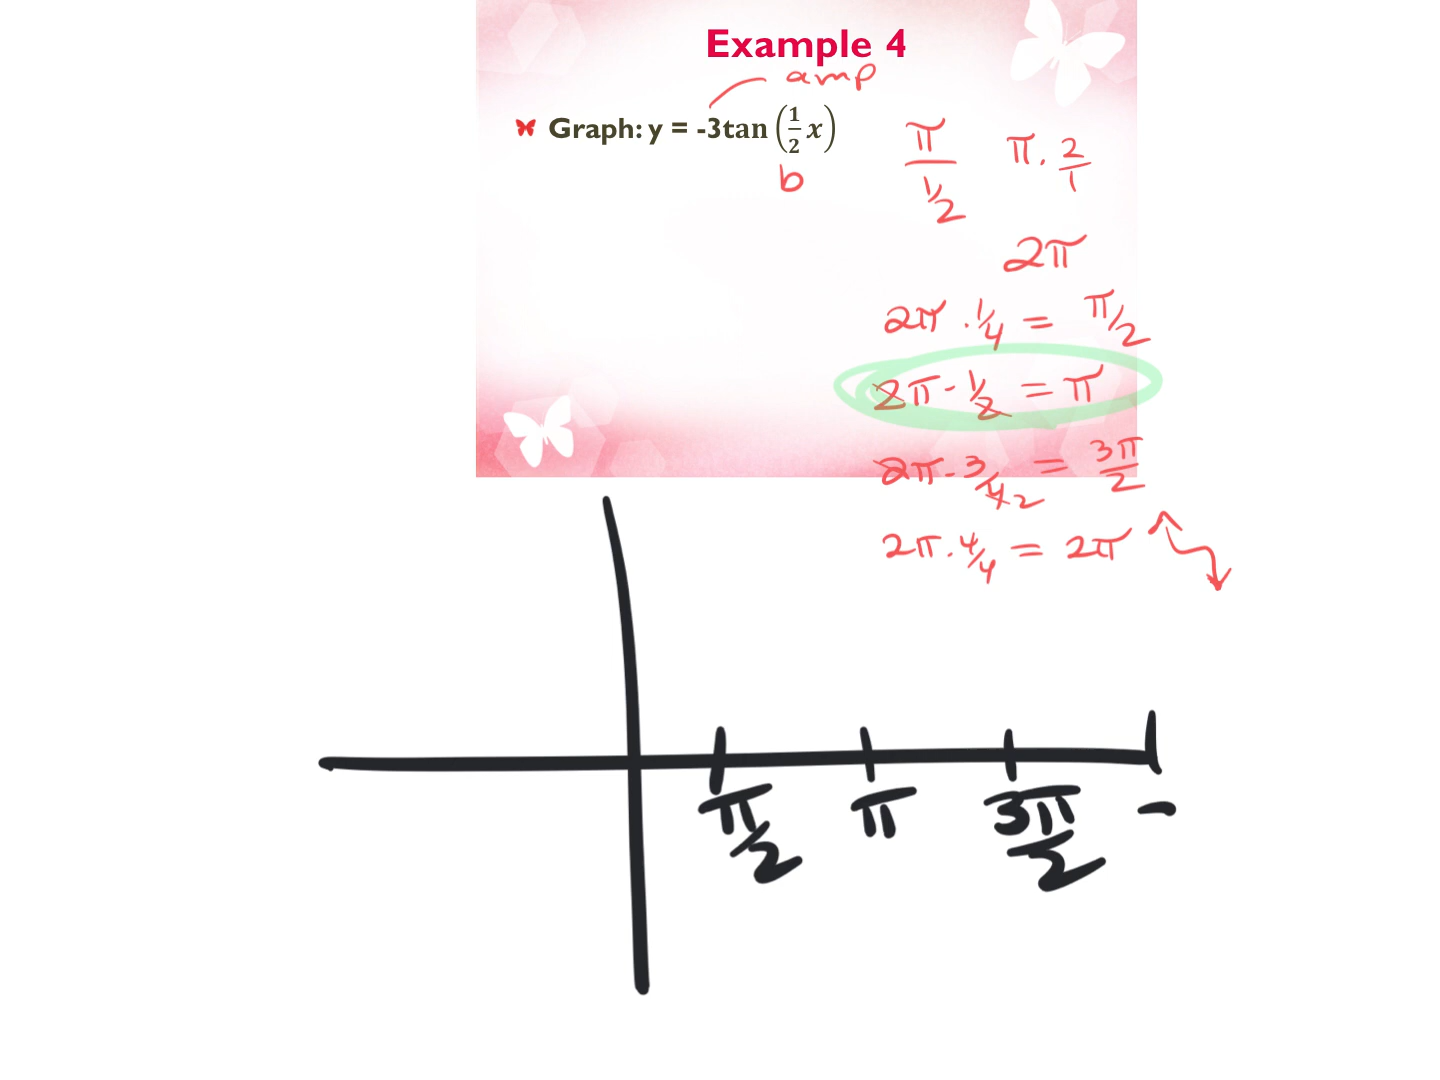 Example 4
amp
Graph: y = -3tan (1/2 x)
b
π / 1/2 π · 2/1
2π
2π · 1/4 = π/2
2π - 1/2 = π
2π - 3/4 2 = 3π/2
2π · 4/4 = 2π
π/2 π 3π/2 -